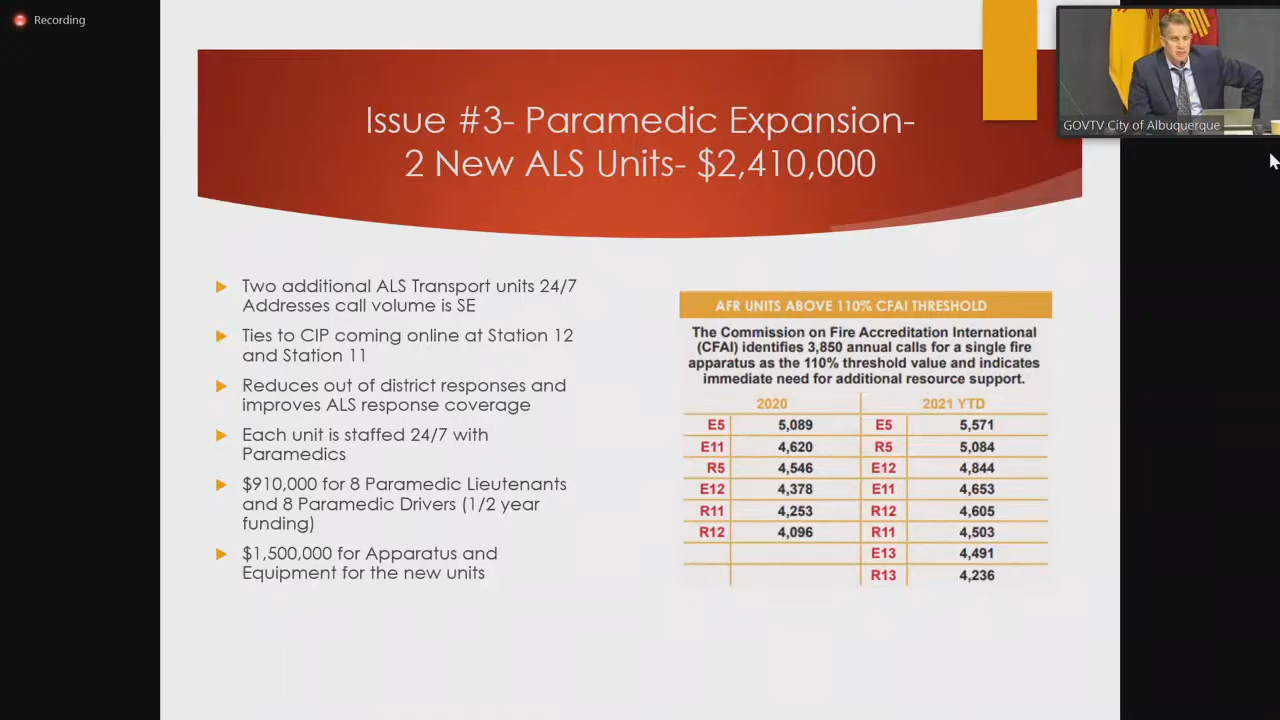 Recording
GOVTV City of Albuquerque
Issue #3- Paramedic Expansion-
2 New ALS Units- $2,410,000
Two additional ALS Transport units 24/7
Addresses call volume is SE
Ties to CIP coming online at Station 12
and Station 11
Reduces out of district responses and
improves ALS response coverage
Each unit is staffed 24/7 with
Paramedics
$910,000 for 8 Paramedic Lieutenants
and 8 Paramedic Drivers (1/2 year
funding)
$1,500,000 for Apparatus and
Equipment for the new units
AFR UNITS ABOVE 110% CFAI THRESHOLD
The Commission on Fire Accreditation International
(CFAI) identifies 3,850 annual calls for a single fire
apparatus as the 110% threshold value and indicates
immediate need for additional resource support.
2020 2021 YTD
E5 5,089 E5 5,571
E11 4,620 R5 5,084
R5 4,546 E12 4,844
E12 4,378 E11 4,653
R11 4,253 R12 4,605
R12 4,096 R11 4,503
E13 4,491
R13 4,236